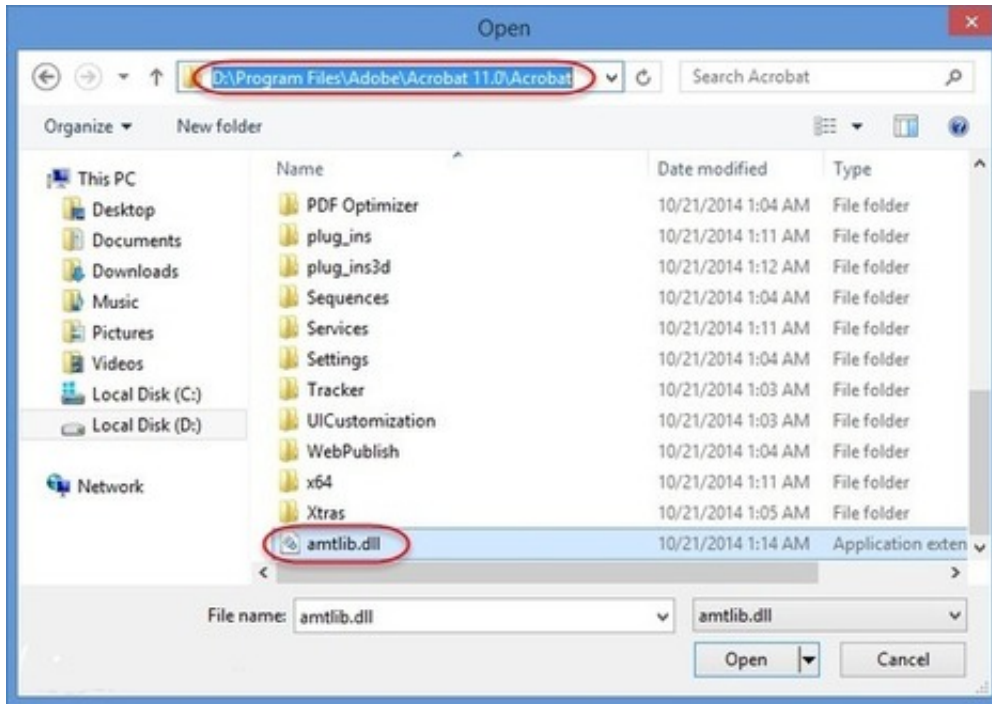 Open
D:\Program Files\Adobe\Acrobat 11.0\Acrobat
Search Acrobat
Organize
New folder
Name Date modified Type
This PC
Desktop
Documents
Downloads
Music
Pictures
Videos
Local Disk (C:)
Local Disk (D:)
Network
PDF Optimizer 10/21/2014 1:04 AM File folder
plug_ins 10/21/2014 1:11 AM File folder
plug_ins3d 10/21/2014 1:12 AM File folder
Sequences 10/21/2014 1:04 AM File folder
Services 10/21/2014 1:11 AM File folder
Settings 10/21/2014 1:04 AM File folder
Tracker 10/21/2014 1:03 AM File folder
UICustomization 10/21/2014 1:03 AM File folder
WebPublish 10/21/2014 1:04 AM File folder
x64 10/21/2014 1:11 AM File folder
Xtras 10/21/2014 1:05 AM File folder
amtlib.dll 10/21/2014 1:14 AM Application exten
File name: amtlib.dll amtlib.dll
Open Cancel